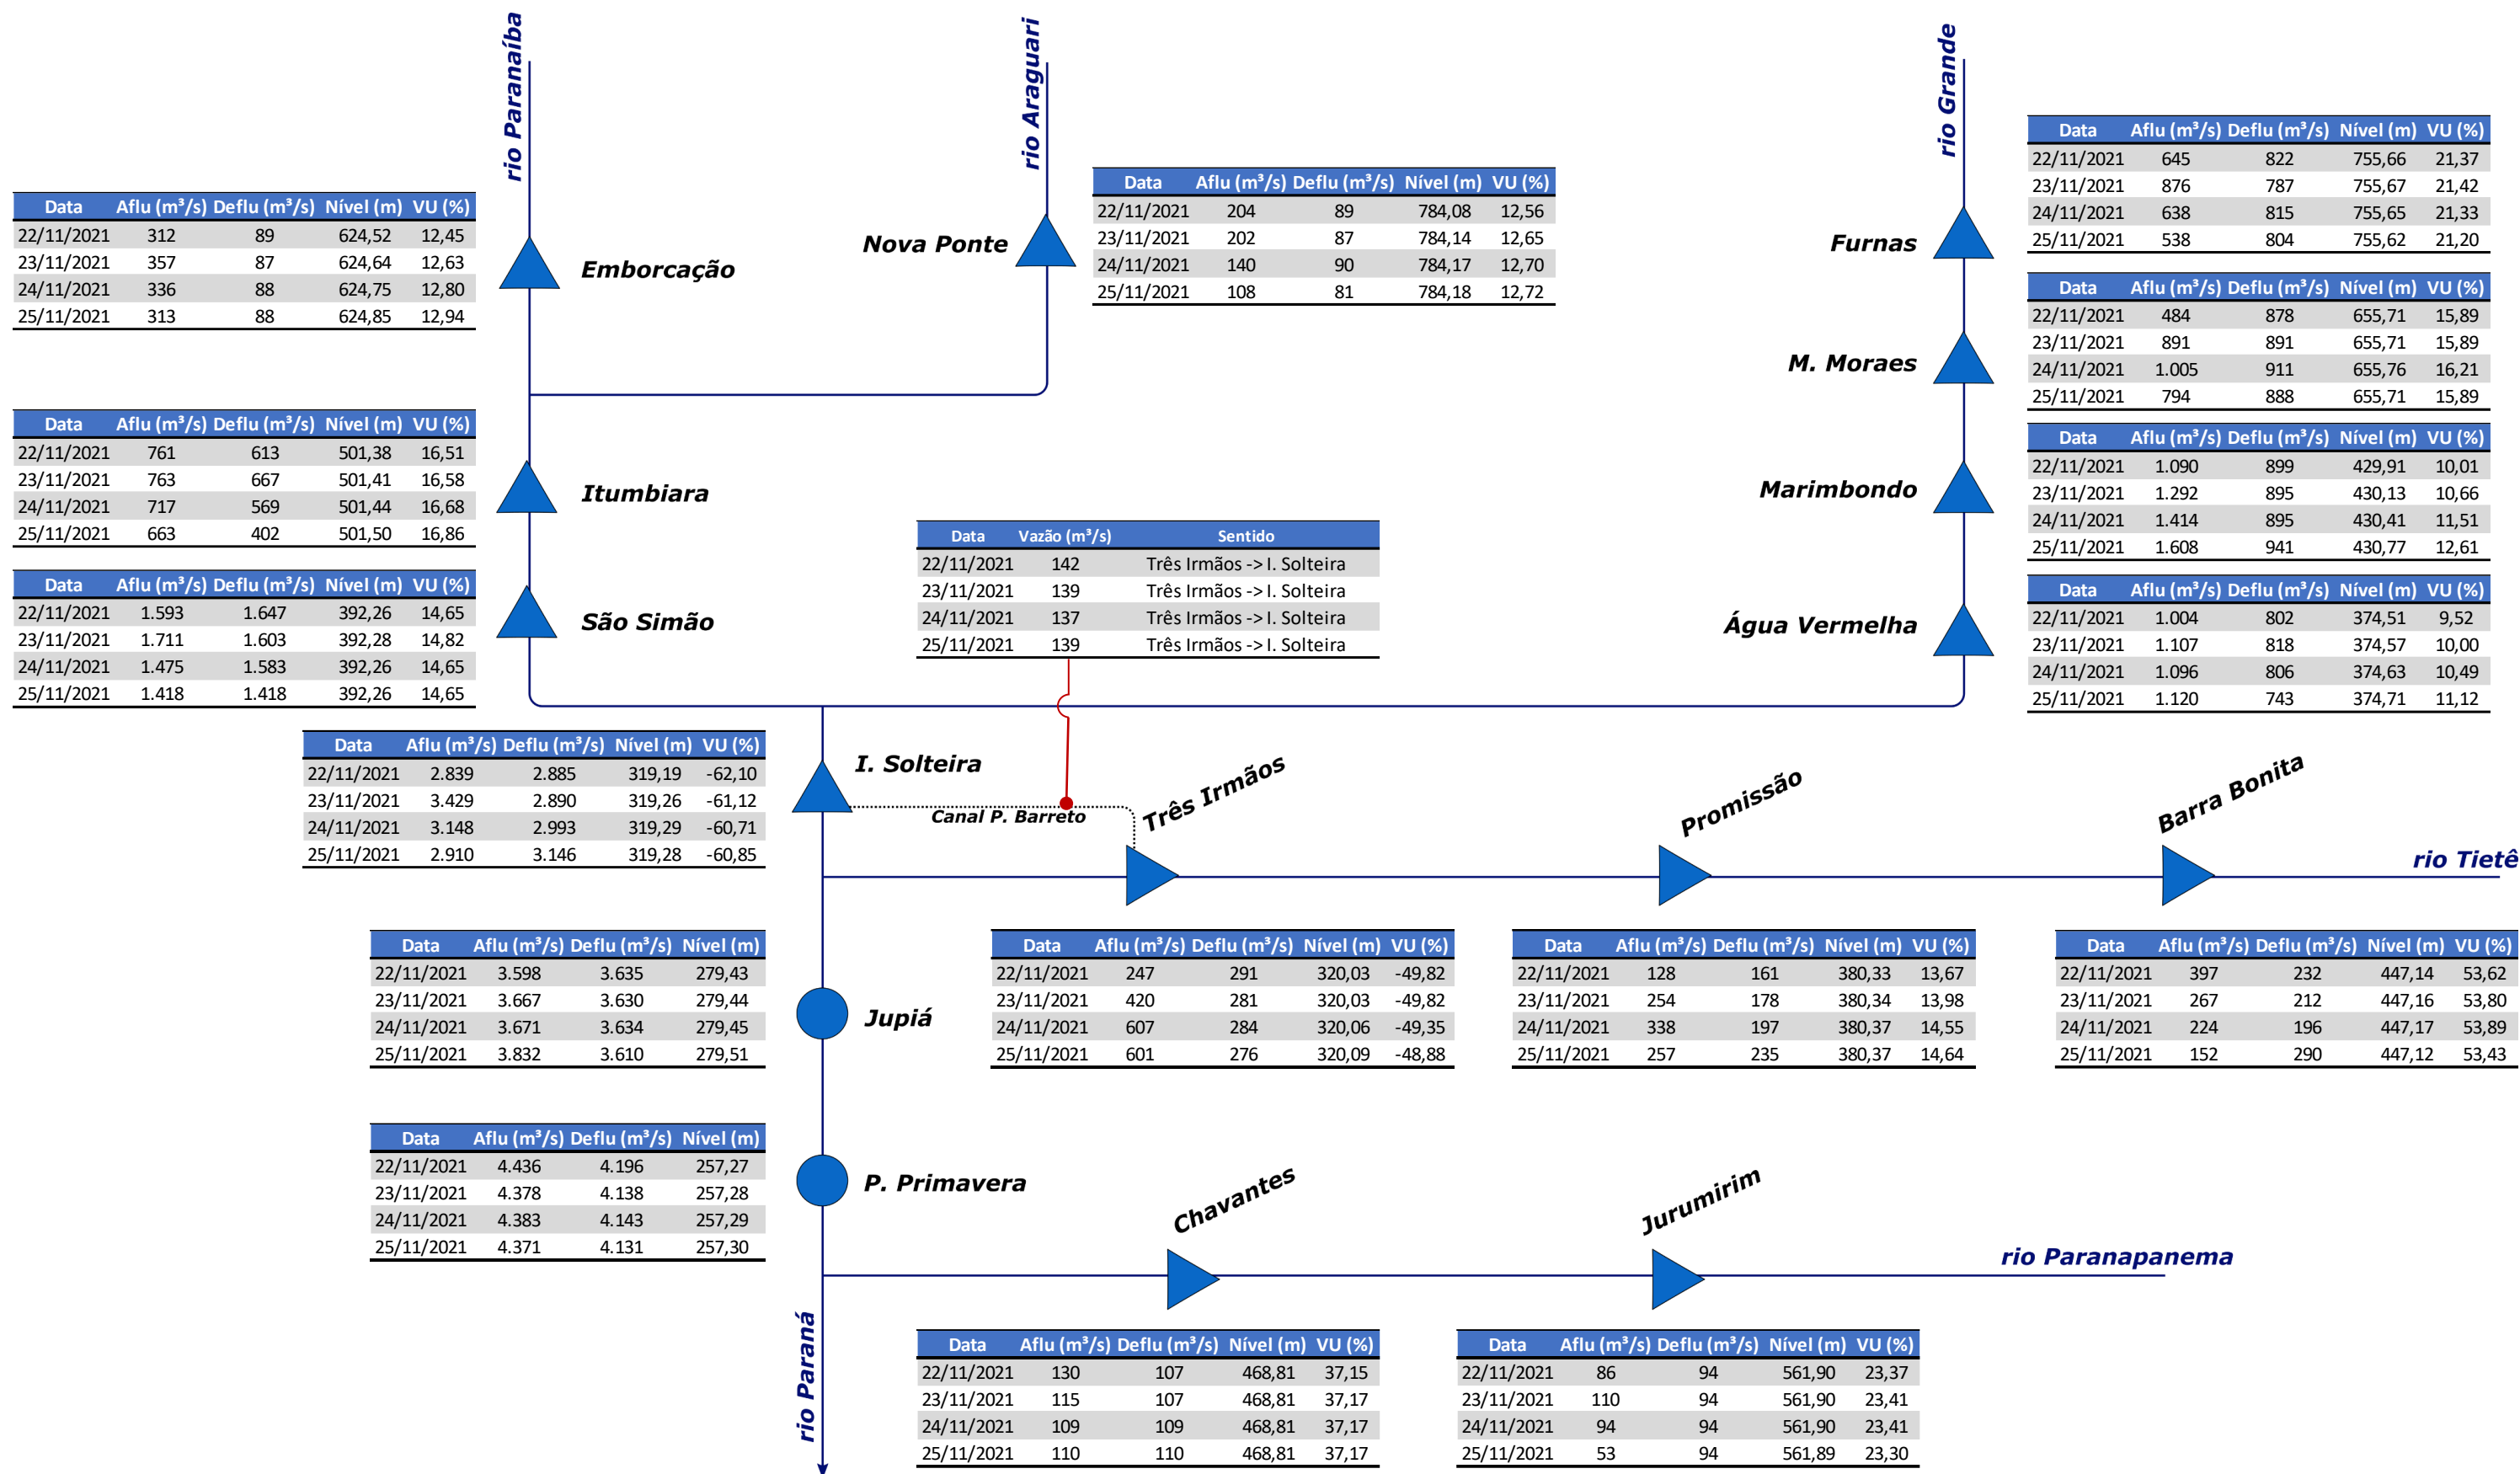 rio Paranaíba
rio Araguari
rio Grande
Data Aflu (m³/s) Deflu (m³/s) Nível (m) VU (%)
22/11/2021 645 822 755,66 21,37
23/11/2021 876 787 755,67 21,42
24/11/2021 638 815 755,65 21,33
25/11/2021 538 804 755,62 21,20
Furnas
Data Aflu (m³/s) Deflu (m³/s) Nível (m) VU (%)
22/11/2021 204 89 784,08 12,56
23/11/2021 202 87 784,14 12,65
24/11/2021 140 90 784,17 12,70
25/11/2021 108 81 784,18 12,72
Nova Ponte
Data Aflu (m³/s) Deflu (m³/s) Nível (m) VU (%)
22/11/2021 312 89 624,52 12,45
23/11/2021 357 87 624,64 12,63
24/11/2021 336 88 624,75 12,80
25/11/2021 313 88 624,85 12,94
Emborcação
Data Aflu (m³/s) Deflu (m³/s) Nível (m) VU (%)
22/11/2021 484 878 655,71 15,89
23/11/2021 891 891 655,71 15,89
24/11/2021 1.005 911 655,76 16,21
25/11/2021 794 888 655,71 15,89
M. Moraes
Data Aflu (m³/s) Deflu (m³/s) Nível (m) VU (%)
22/11/2021 761 613 501,38 16,51
23/11/2021 763 667 501,41 16,58
24/11/2021 717 569 501,44 16,68
25/11/2021 663 402 501,50 16,86
Itumbiara
Data Aflu (m³/s) Deflu (m³/s) Nível (m) VU (%)
22/11/2021 1.090 899 429,91 10,01
23/11/2021 1.292 895 430,13 10,66
24/11/2021 1.414 895 430,41 11,51
25/11/2021 1.608 941 430,77 12,61
Marimbondo
Data Vazão (m³/s) Sentido
22/11/2021 142 Três Irmãos -> I. Solteira
23/11/2021 139 Três Irmãos -> I. Solteira
24/11/2021 137 Três Irmãos -> I. Solteira
25/11/2021 139 Três Irmãos -> I. Solteira
Data Aflu (m³/s) Deflu (m³/s) Nível (m) VU (%)
22/11/2021 1.593 1.647 392,26 14,65
23/11/2021 1.711 1.603 392,28 14,82
24/11/2021 1.475 1.583 392,26 14,65
25/11/2021 1.418 1.418 392,26 14,65
São Simão
Data Aflu (m³/s) Deflu (m³/s) Nível (m) VU (%)
22/11/2021 1.004 802 374,51 9,52
23/11/2021 1.107 818 374,57 10,00
24/11/2021 1.096 806 374,63 10,49
25/11/2021 1.120 743 374,71 11,12
Água Vermelha
Data Aflu (m³/s) Deflu (m³/s) Nível (m) VU (%)
22/11/2021 2.839 2.885 319,19 -62,10
23/11/2021 3.429 2.890 319,26 -61,12
24/11/2021 3.148 2.993 319,29 -60,71
25/11/2021 2.910 3.146 319,28 -60,85
I. Solteira
Canal P. Barreto
Três Irmãos
Promissão
Barra Bonita
rio Tietê
Data Aflu (m³/s) Deflu (m³/s) Nível (m)
22/11/2021 3.598 3.635 279,43
23/11/2021 3.667 3.630 279,44
24/11/2021 3.671 3.634 279,45
25/11/2021 3.832 3.610 279,51
Jupiá
Data Aflu (m³/s) Deflu (m³/s) Nível (m) VU (%)
22/11/2021 247 291 320,03 -49,82
23/11/2021 420 281 320,03 -49,82
24/11/2021 607 284 320,06 -49,35
25/11/2021 601 276 320,09 -48,88
Data Aflu (m³/s) Deflu (m³/s) Nível (m) VU (%)
22/11/2021 128 161 380,33 13,67
23/11/2021 254 178 380,34 13,98
24/11/2021 338 197 380,37 14,55
25/11/2021 257 235 380,37 14,64
Data Aflu (m³/s) Deflu (m³/s) Nível (m) VU (%)
22/11/2021 397 232 447,14 53,62
23/11/2021 267 212 447,16 53,80
24/11/2021 224 196 447,17 53,89
25/11/2021 152 290 447,12 53,43
Data Aflu (m³/s) Deflu (m³/s) Nível (m)
22/11/2021 4.436 4.196 257,27
23/11/2021 4.378 4.138 257,28
24/11/2021 4.383 4.143 257,29
25/11/2021 4.371 4.131 257,30
P. Primavera
Chavantes
Jurumirim
rio Paranapanema
rio Paraná
Data Aflu (m³/s) Deflu (m³/s) Nível (m) VU (%)
22/11/2021 130 107 468,81 37,15
23/11/2021 115 107 468,81 37,17
24/11/2021 109 109 468,81 37,17
25/11/2021 110 110 468,81 37,17
Data Aflu (m³/s) Deflu (m³/s) Nível (m) VU (%)
22/11/2021 86 94 561,90 23,37
23/11/2021 110 94 561,90 23,41
24/11/2021 94 94 561,90 23,41
25/11/2021 53 94 561,89 23,30